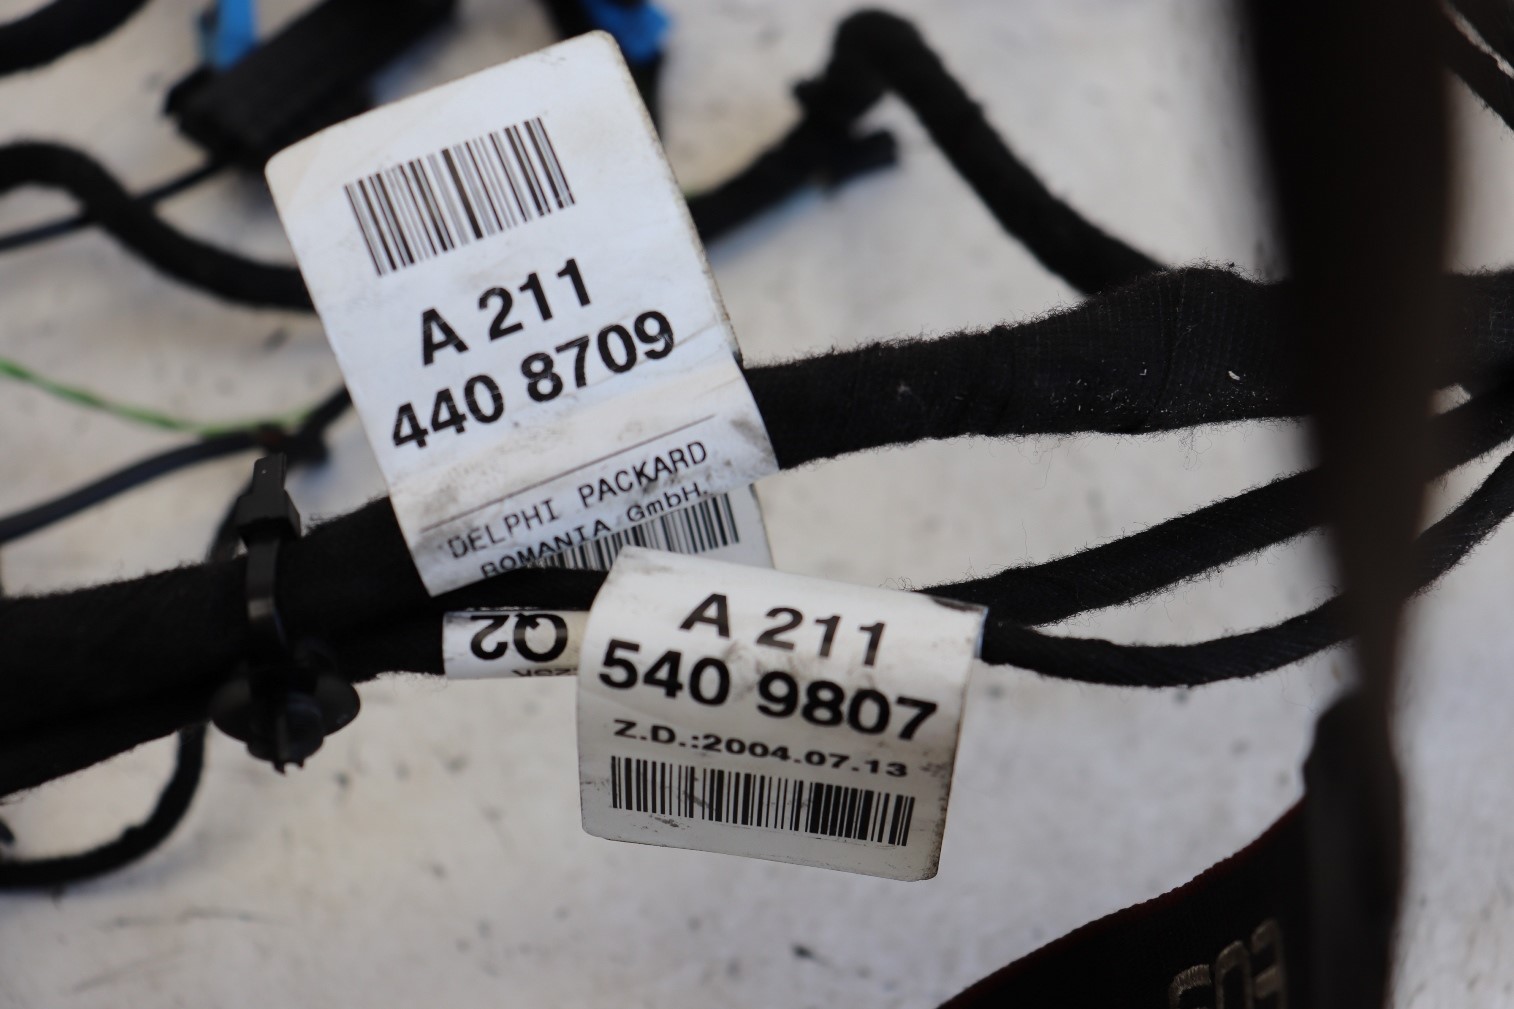 A 211
440 8709
DELPHI PACKARD
ROMANIA GmbH.
Q2
A 211
540 9807
Z.D.:2004.07.13